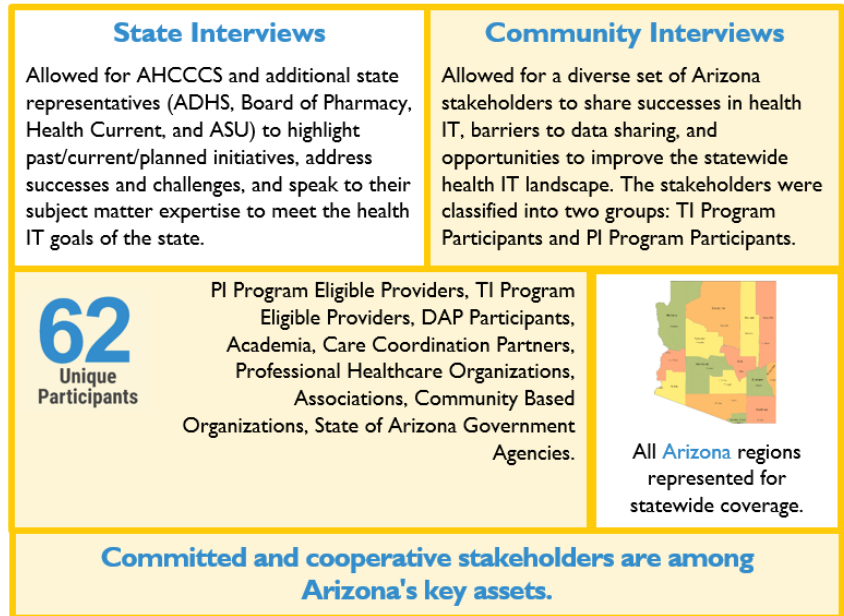 State Interviews
Allowed for AHCCCS and additional state
representatives (ADHS, Board of Pharmacy,
Health Current, and ASU) to highlight
past/current/planned initiatives, address
successes and challenges, and speak to their
subject matter expertise to meet the health
IT goals of the state.
Community Interviews
Allowed for a diverse set of Arizona
stakeholders to share successes in health
IT, barriers to data sharing, and
opportunities to improve the statewide
health IT landscape. The stakeholders were
classified into two groups: TI Program
Participants and PI Program Participants.
62
Unique
Participants
PI Program Eligible Providers, TI Program
Eligible Providers, DAP Participants,
Academia, Care Coordination Partners,
Professional Healthcare Organizations,
Associations, Community Based
Organizations, State of Arizona Government
Agencies.
All Arizona regions
represented for
statewide coverage.
Committed and cooperative stakeholders are among
Arizona's key assets.